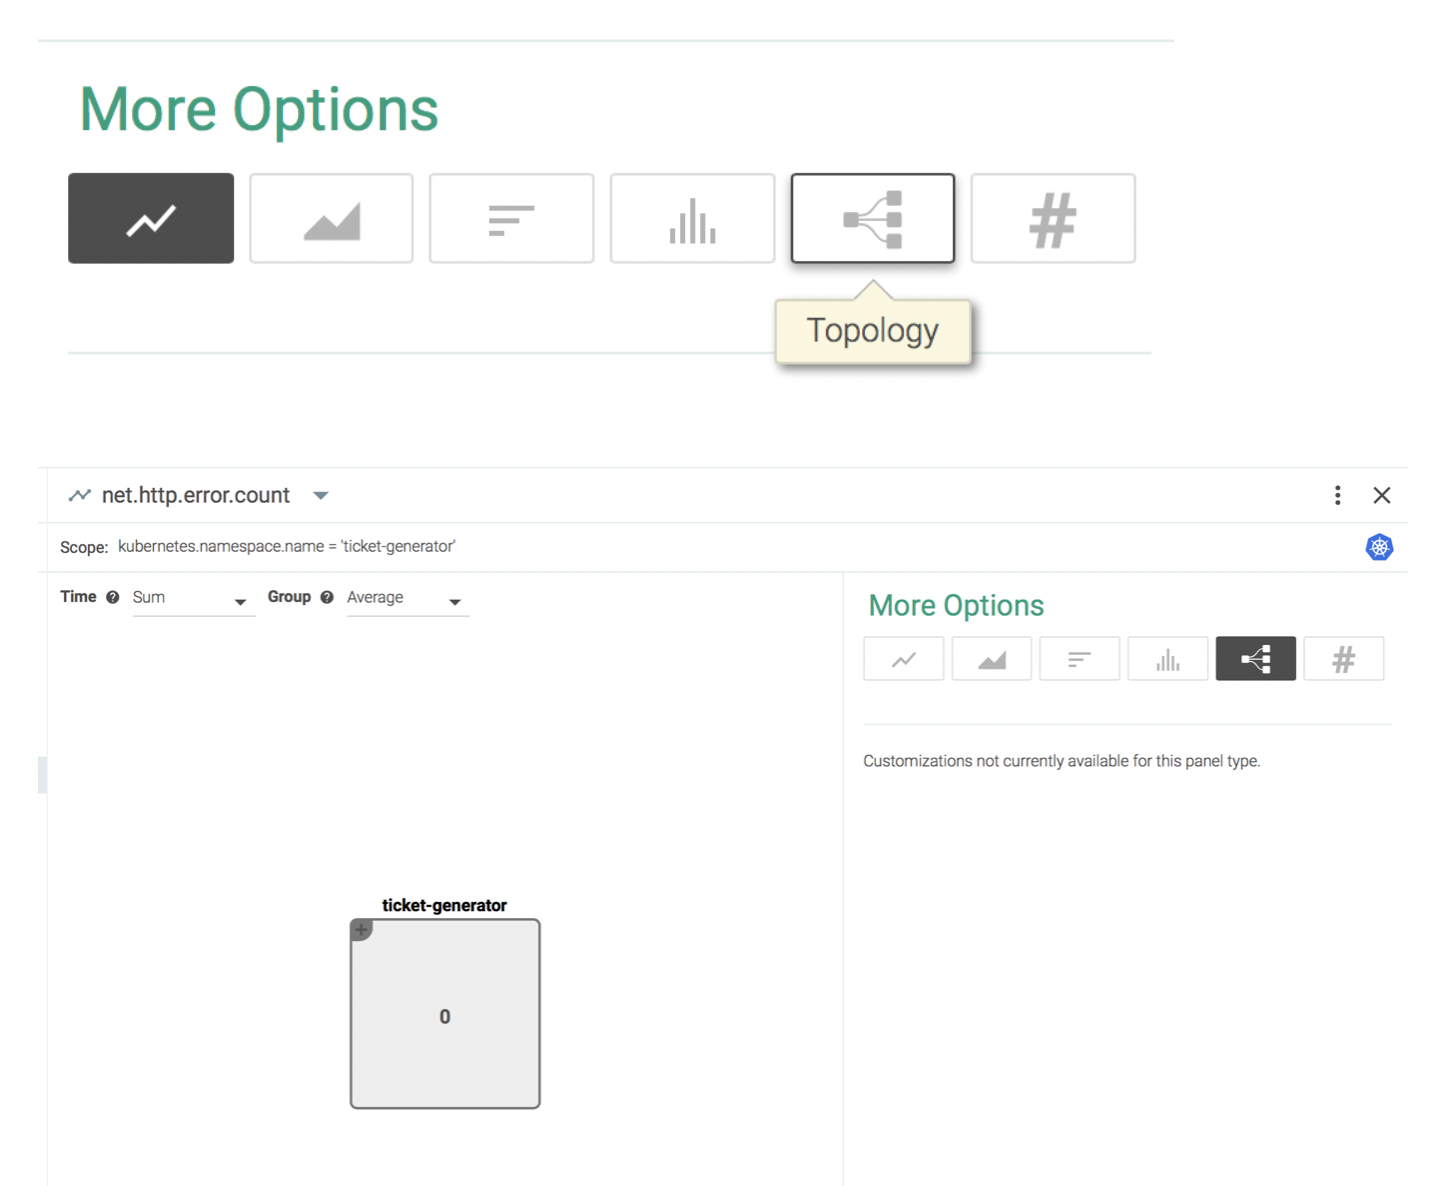 More Options
#
Topology
net.http.error.count
Scope: kubernetes.namespace.name = 'ticket-generator'
Time ? Sum Group ? Average
More Options
#
Customizations not currently available for this panel type.
ticket-generator
+
0